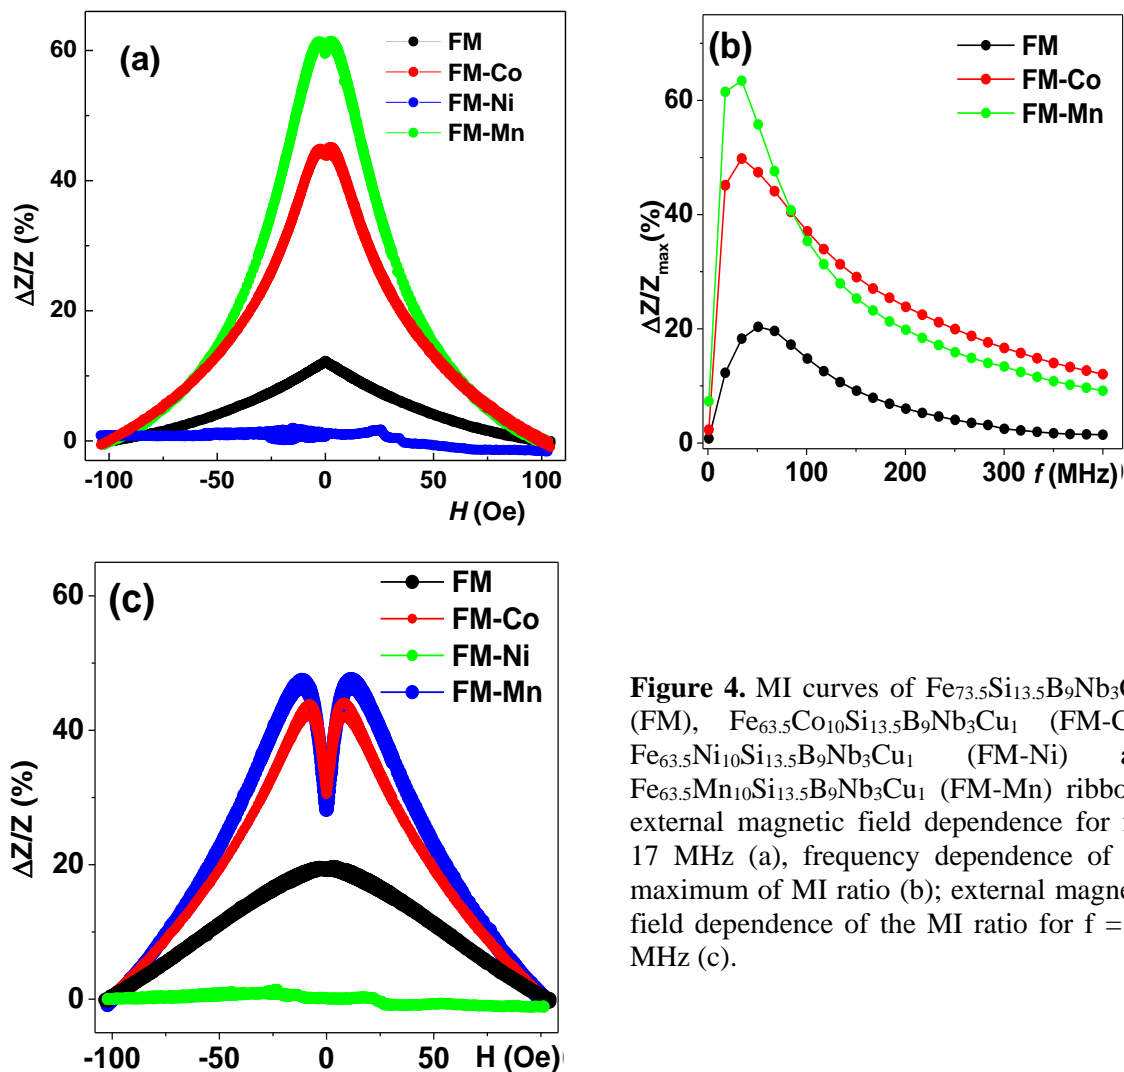 (a)
FM
FM-Co
FM-Ni
FM-Mn
60
40
20
0
ΔZ/Z (%)
-100 -50 0 50 100
H (Oe)
(b)
FM
FM-Co
FM-Mn
60
40
20
0
ΔZ/Zmax(%)
0 100 200 300 f (MHz)
(c)
FM
FM-Co
FM-Ni
FM-Mn
60
40
20
0
ΔZ/Z (%)
-100 -50 0 50 H (Oe)
Figure 4. MI curves of Fe73.5Si13.5B9Nb3
(FM), Fe63.5Co10Si13.5B9Nb3Cu1
Fe63.5Ni10Si13.5B9Nb3Cu1 (FM-Ni)
Fe63.5Mn10Si13.5B9Nb3Cu1 (FM-Mn)
external magnetic field dependence for
17 MHz (a), frequency dependence of
maximum of MI ratio (b); external
field dependence of the MI ratio for f =
MHz (c).